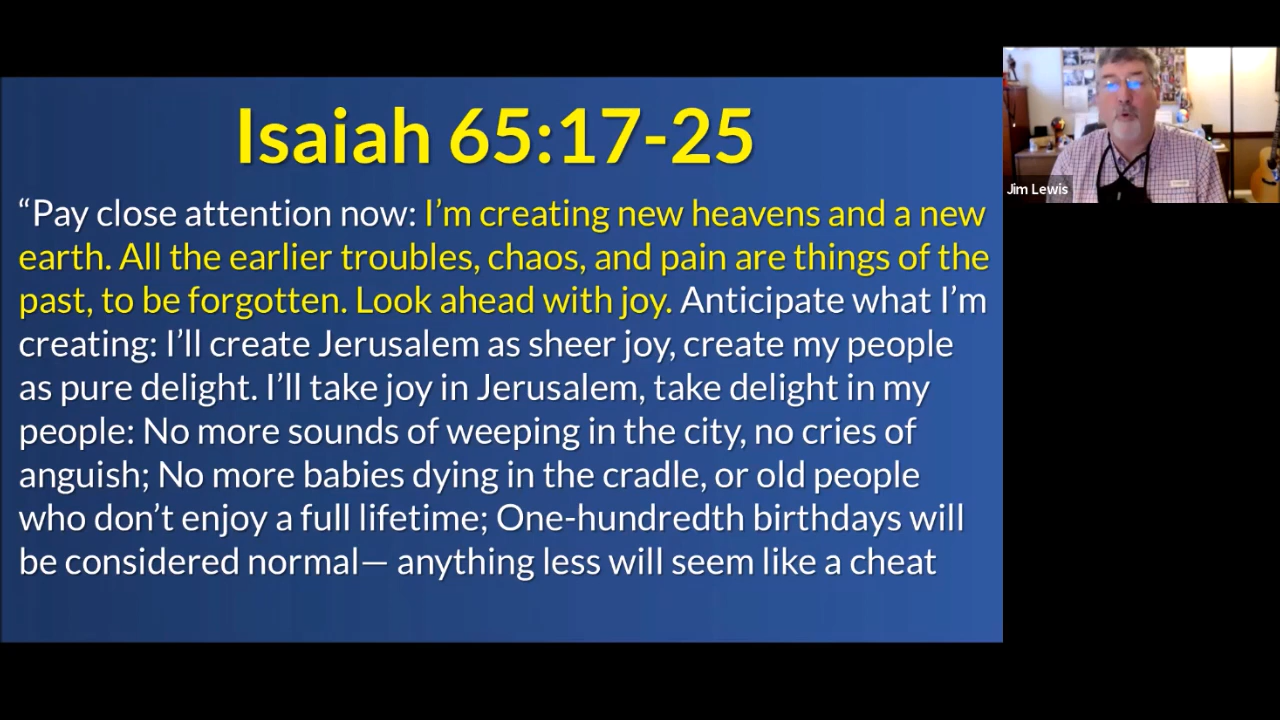 Isaiah 65:17-25
“Pay close attention now: I’m creating new heavens and a new
earth. All the earlier troubles, chaos, and pain are things of the
past, to be forgotten. Look ahead with joy. Anticipate what I’m
creating: I’ll create Jerusalem as sheer joy, create my people
as pure delight. I’ll take joy in Jerusalem, take delight in my
people: No more sounds of weeping in the city, no cries of
anguish; No more babies dying in the cradle, or old people
who don’t enjoy a full lifetime; One-hundredth birthdays will
be considered normal— anything less will seem like a cheat
Jim Lewis